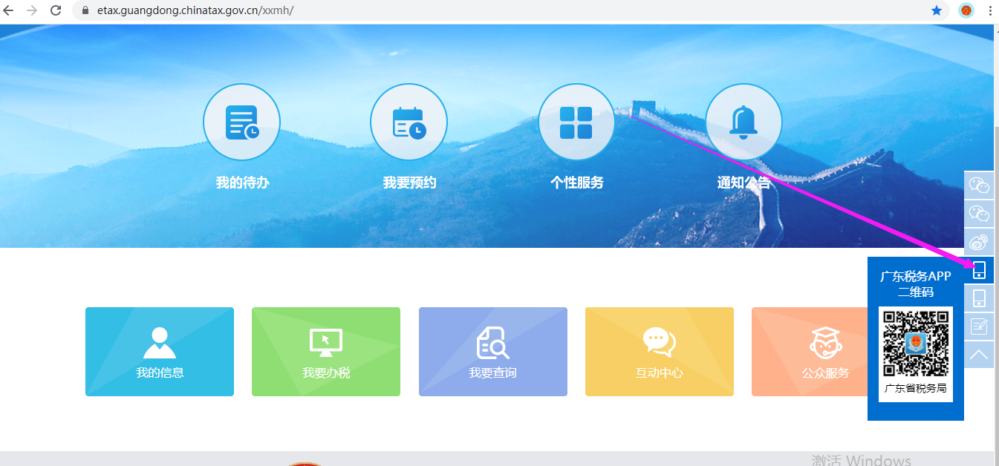 etax.guangdong.chinatax.gov.cn/xxmh/
我的待办
我要预约
个性服务
通知公告
广东税务APP
二维码
广东省税务局
我的信息
我要办税
我要查询
互动中心
公众服务
激活 Windows